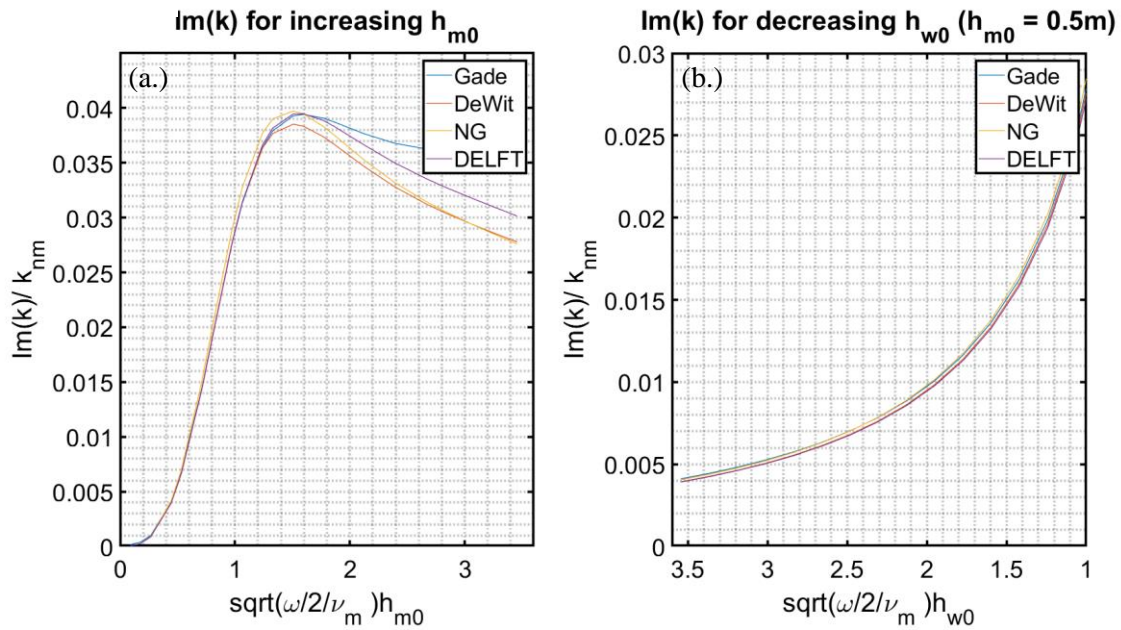 Im(k) for increasing h_m0
(a.)
Gade
DeWit
NG
DELFT
0.04
0.035
0.03
0.025
0.02
0.015
0.01
0.005
0
Im(k)/ k_nm
0 1 2 3
sqrt(ω/2/ν_m )h_m0
Im(k) for decreasing h_w0 (h_m0 = 0.5m)
(b.)
Gade
DeWit
NG
DELFT
0.03
0.025
0.02
0.015
0.01
0.005
0
Im(k)/ k_nm
3.5 3 2.5 2 1.5 1
sqrt(ω/2/ν_m )h_w0